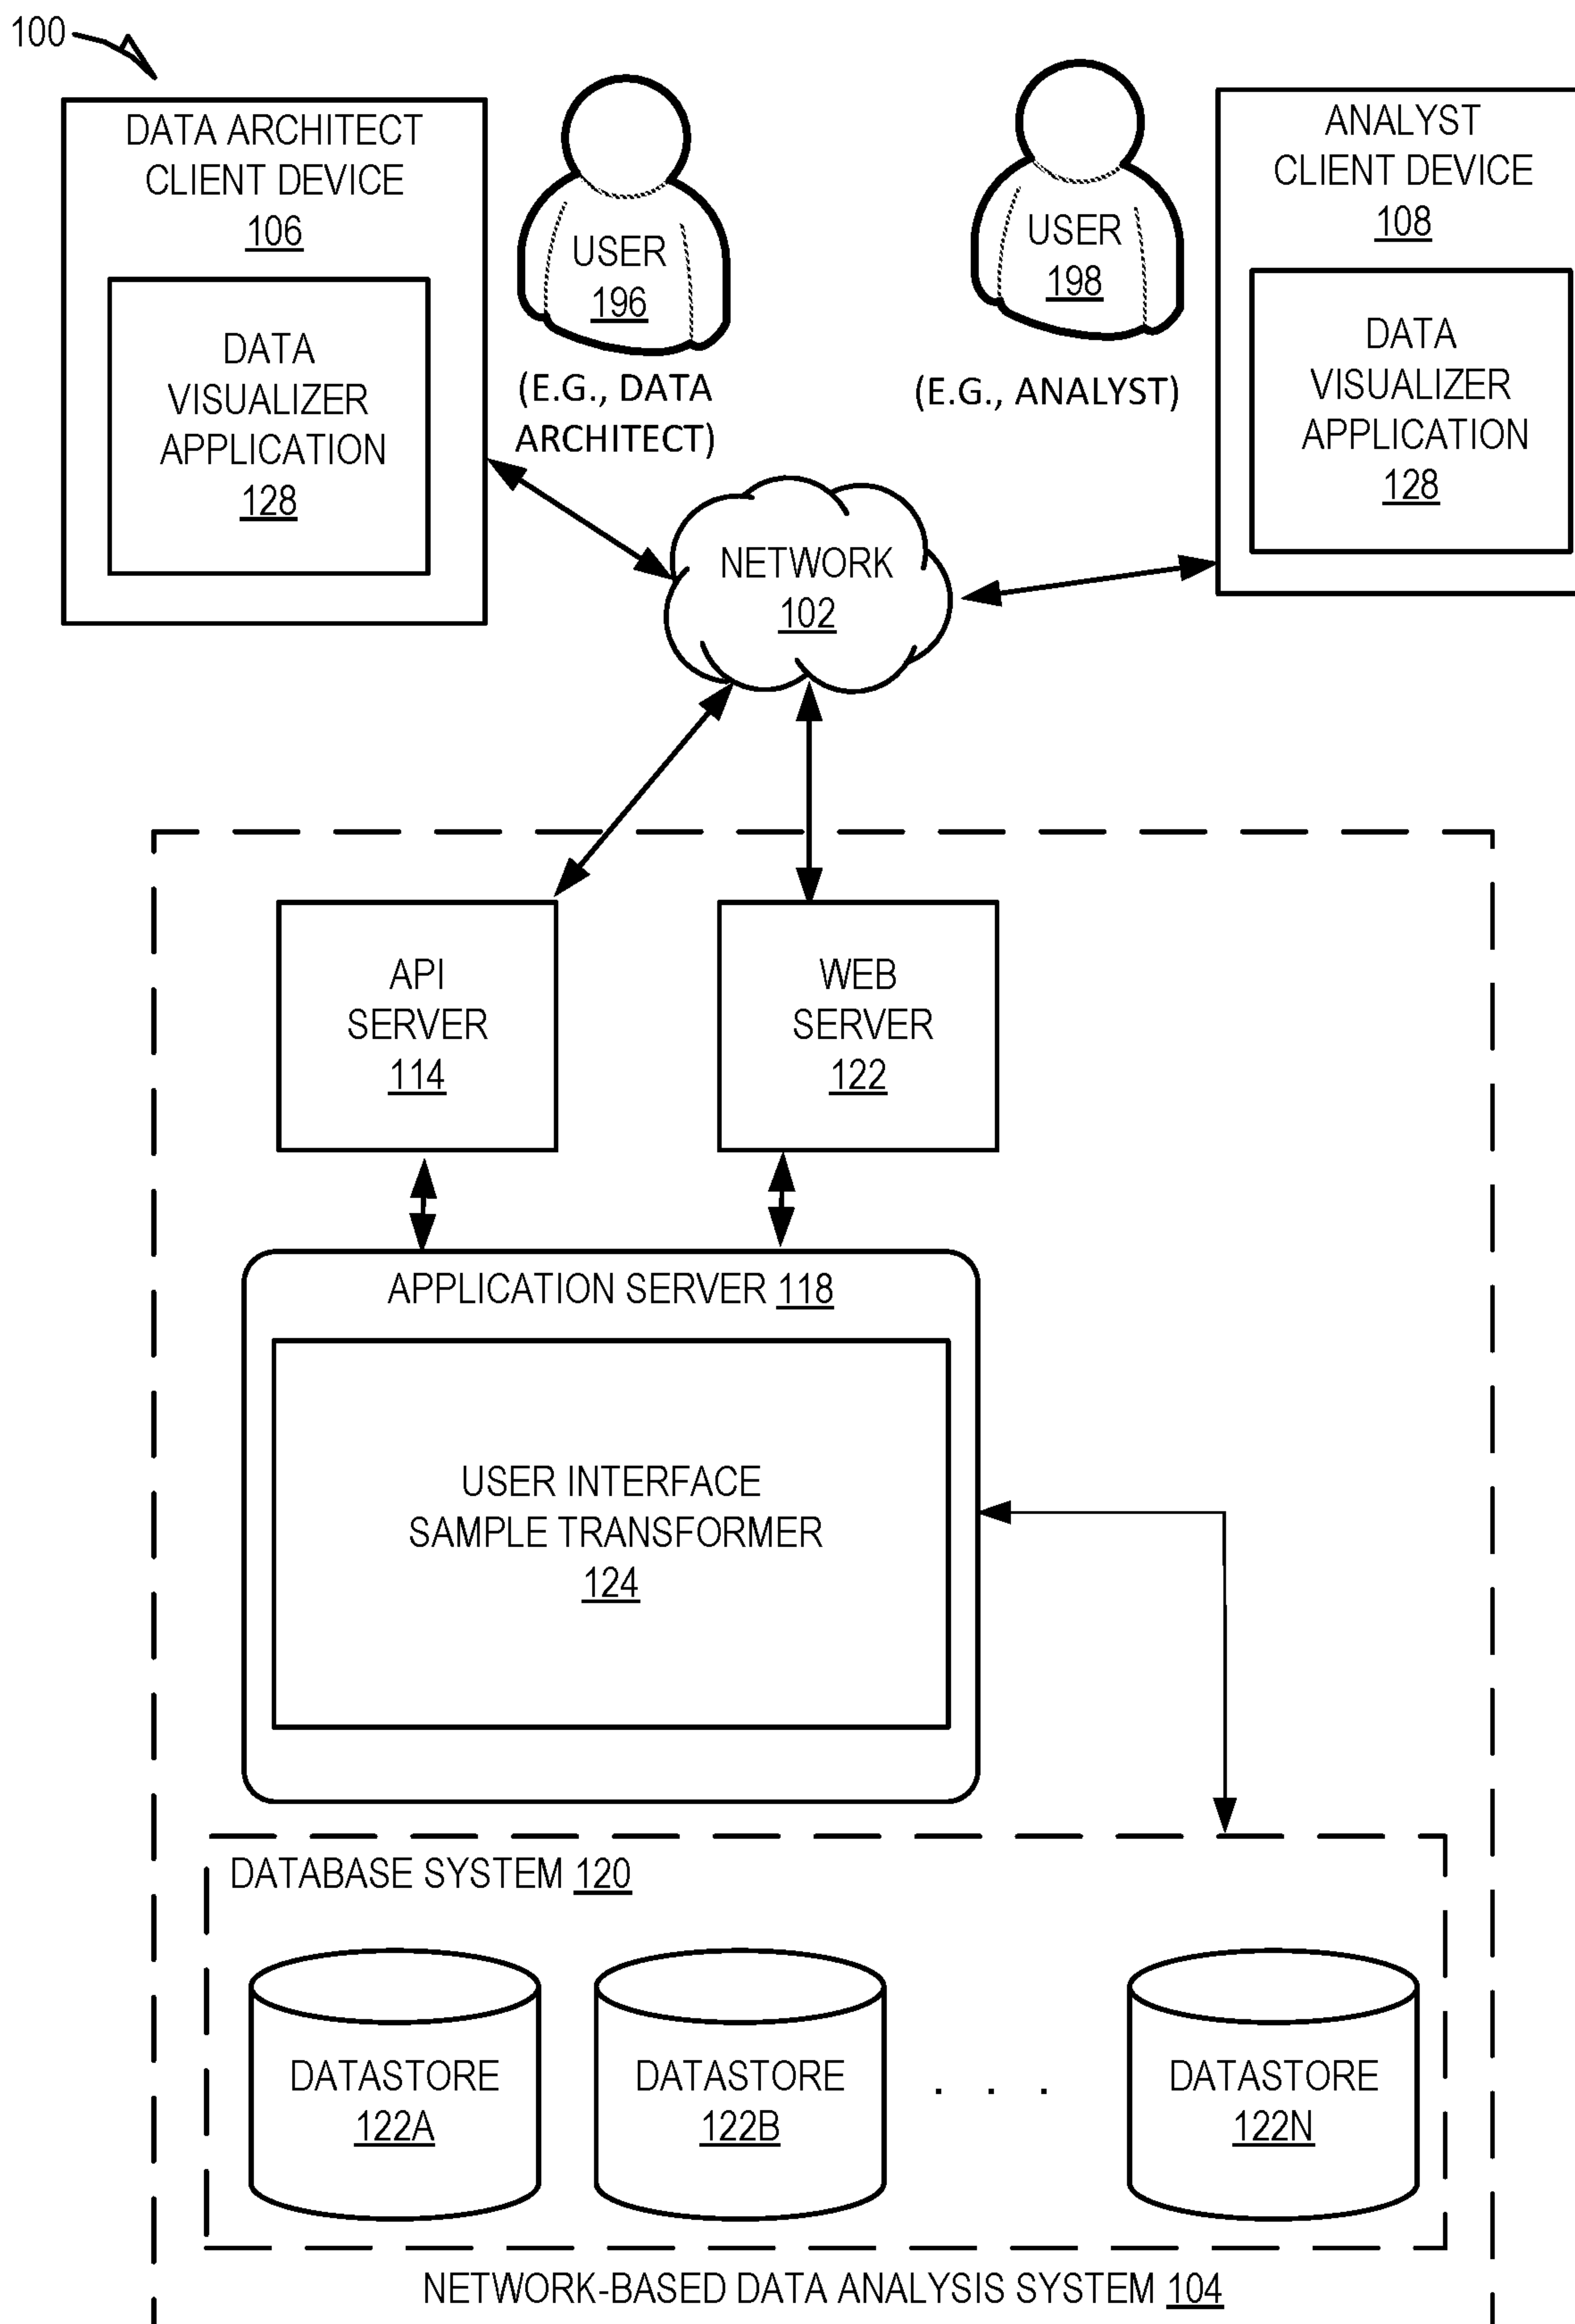 100
DATA ARCHITECT
CLIENT DEVICE
106
DATA
VISUALIZER
APPLICATION
128
USER
196
(E.G., DATA
ARCHITECT)
USER
198
(E.G., ANALYST)
ANALYST
CLIENT DEVICE
108
DATA
VISUALIZER
APPLICATION
128
NETWORK
102
API
SERVER
114
WEB
SERVER
122
APPLICATION SERVER 118
USER INTERFACE
SAMPLE TRANSFORMER
124
DATABASE SYSTEM 120
DATASTORE
122A
DATASTORE
122B
. . .
DATASTORE
122N
NETWORK-BASED DATA ANALYSIS SYSTEM 104